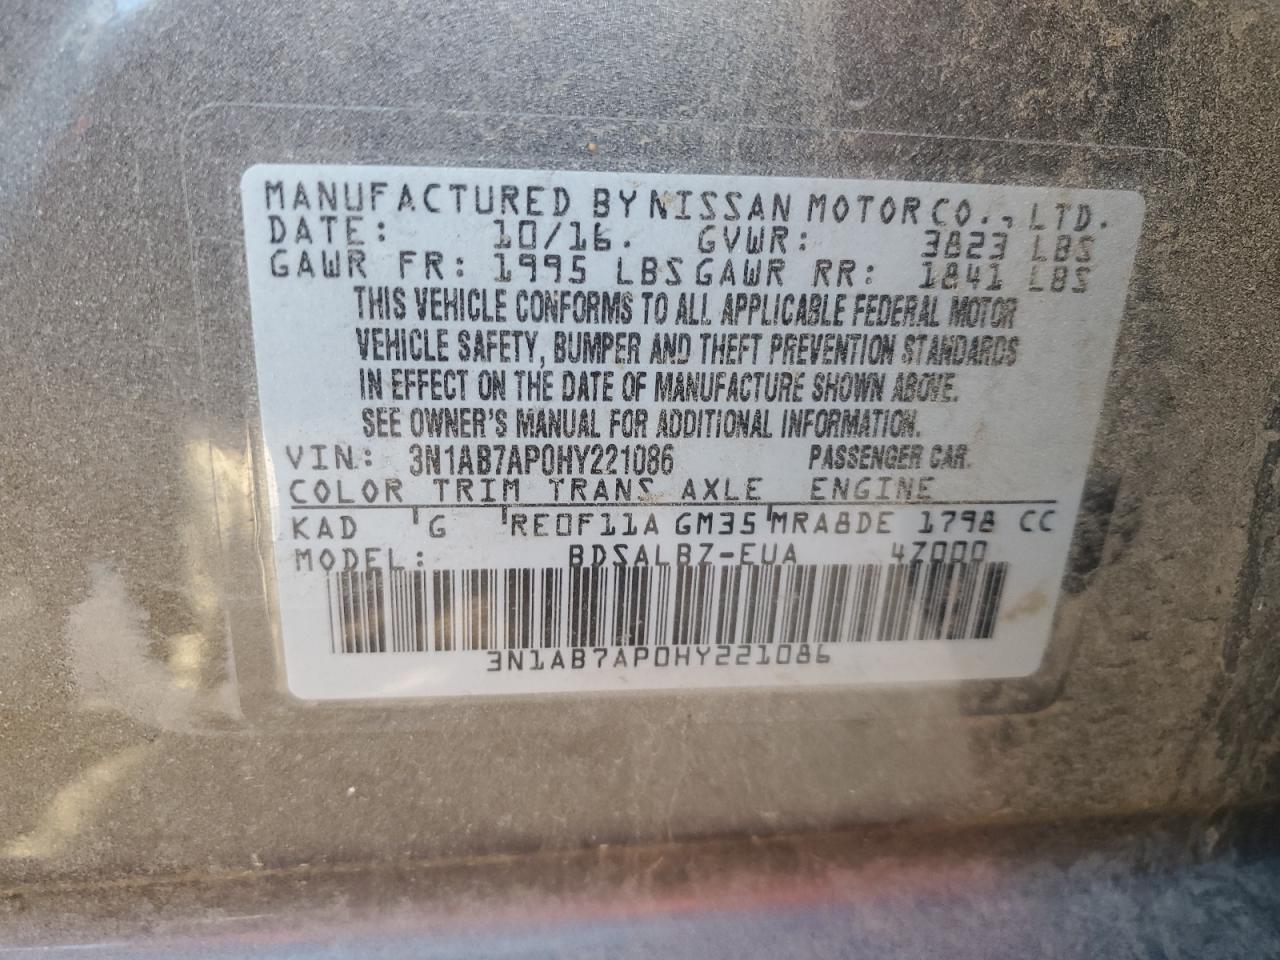 MANUFACTURED BY NISSAN MOTOR CO., LTD.
DATE: 10/16. GVWR: 3823 LBS
GAWR FR: 1995 LBS GAWR RR: 1841 LBS
THIS VEHICLE CONFORMS TO ALL APPLICABLE FEDERAL MOTOR
VEHICLE SAFETY, BUMPER AND THEFT PREVENTION STANDARDS
IN EFFECT ON THE DATE OF MANUFACTURE SHOWN ABOVE.
SEE OWNER'S MANUAL FOR ADDITIONAL INFORMATION.
VIN: 3N1AB7AP0HY221086 PASSENGER CAR.
COLOR TRIM TRANS AXLE ENGINE
KAD G RE0F11A GM35 MRA8DE 1798 CC
MODEL: BDSALBZ-EUA 4Z000
3N1AB7AP0HY221086